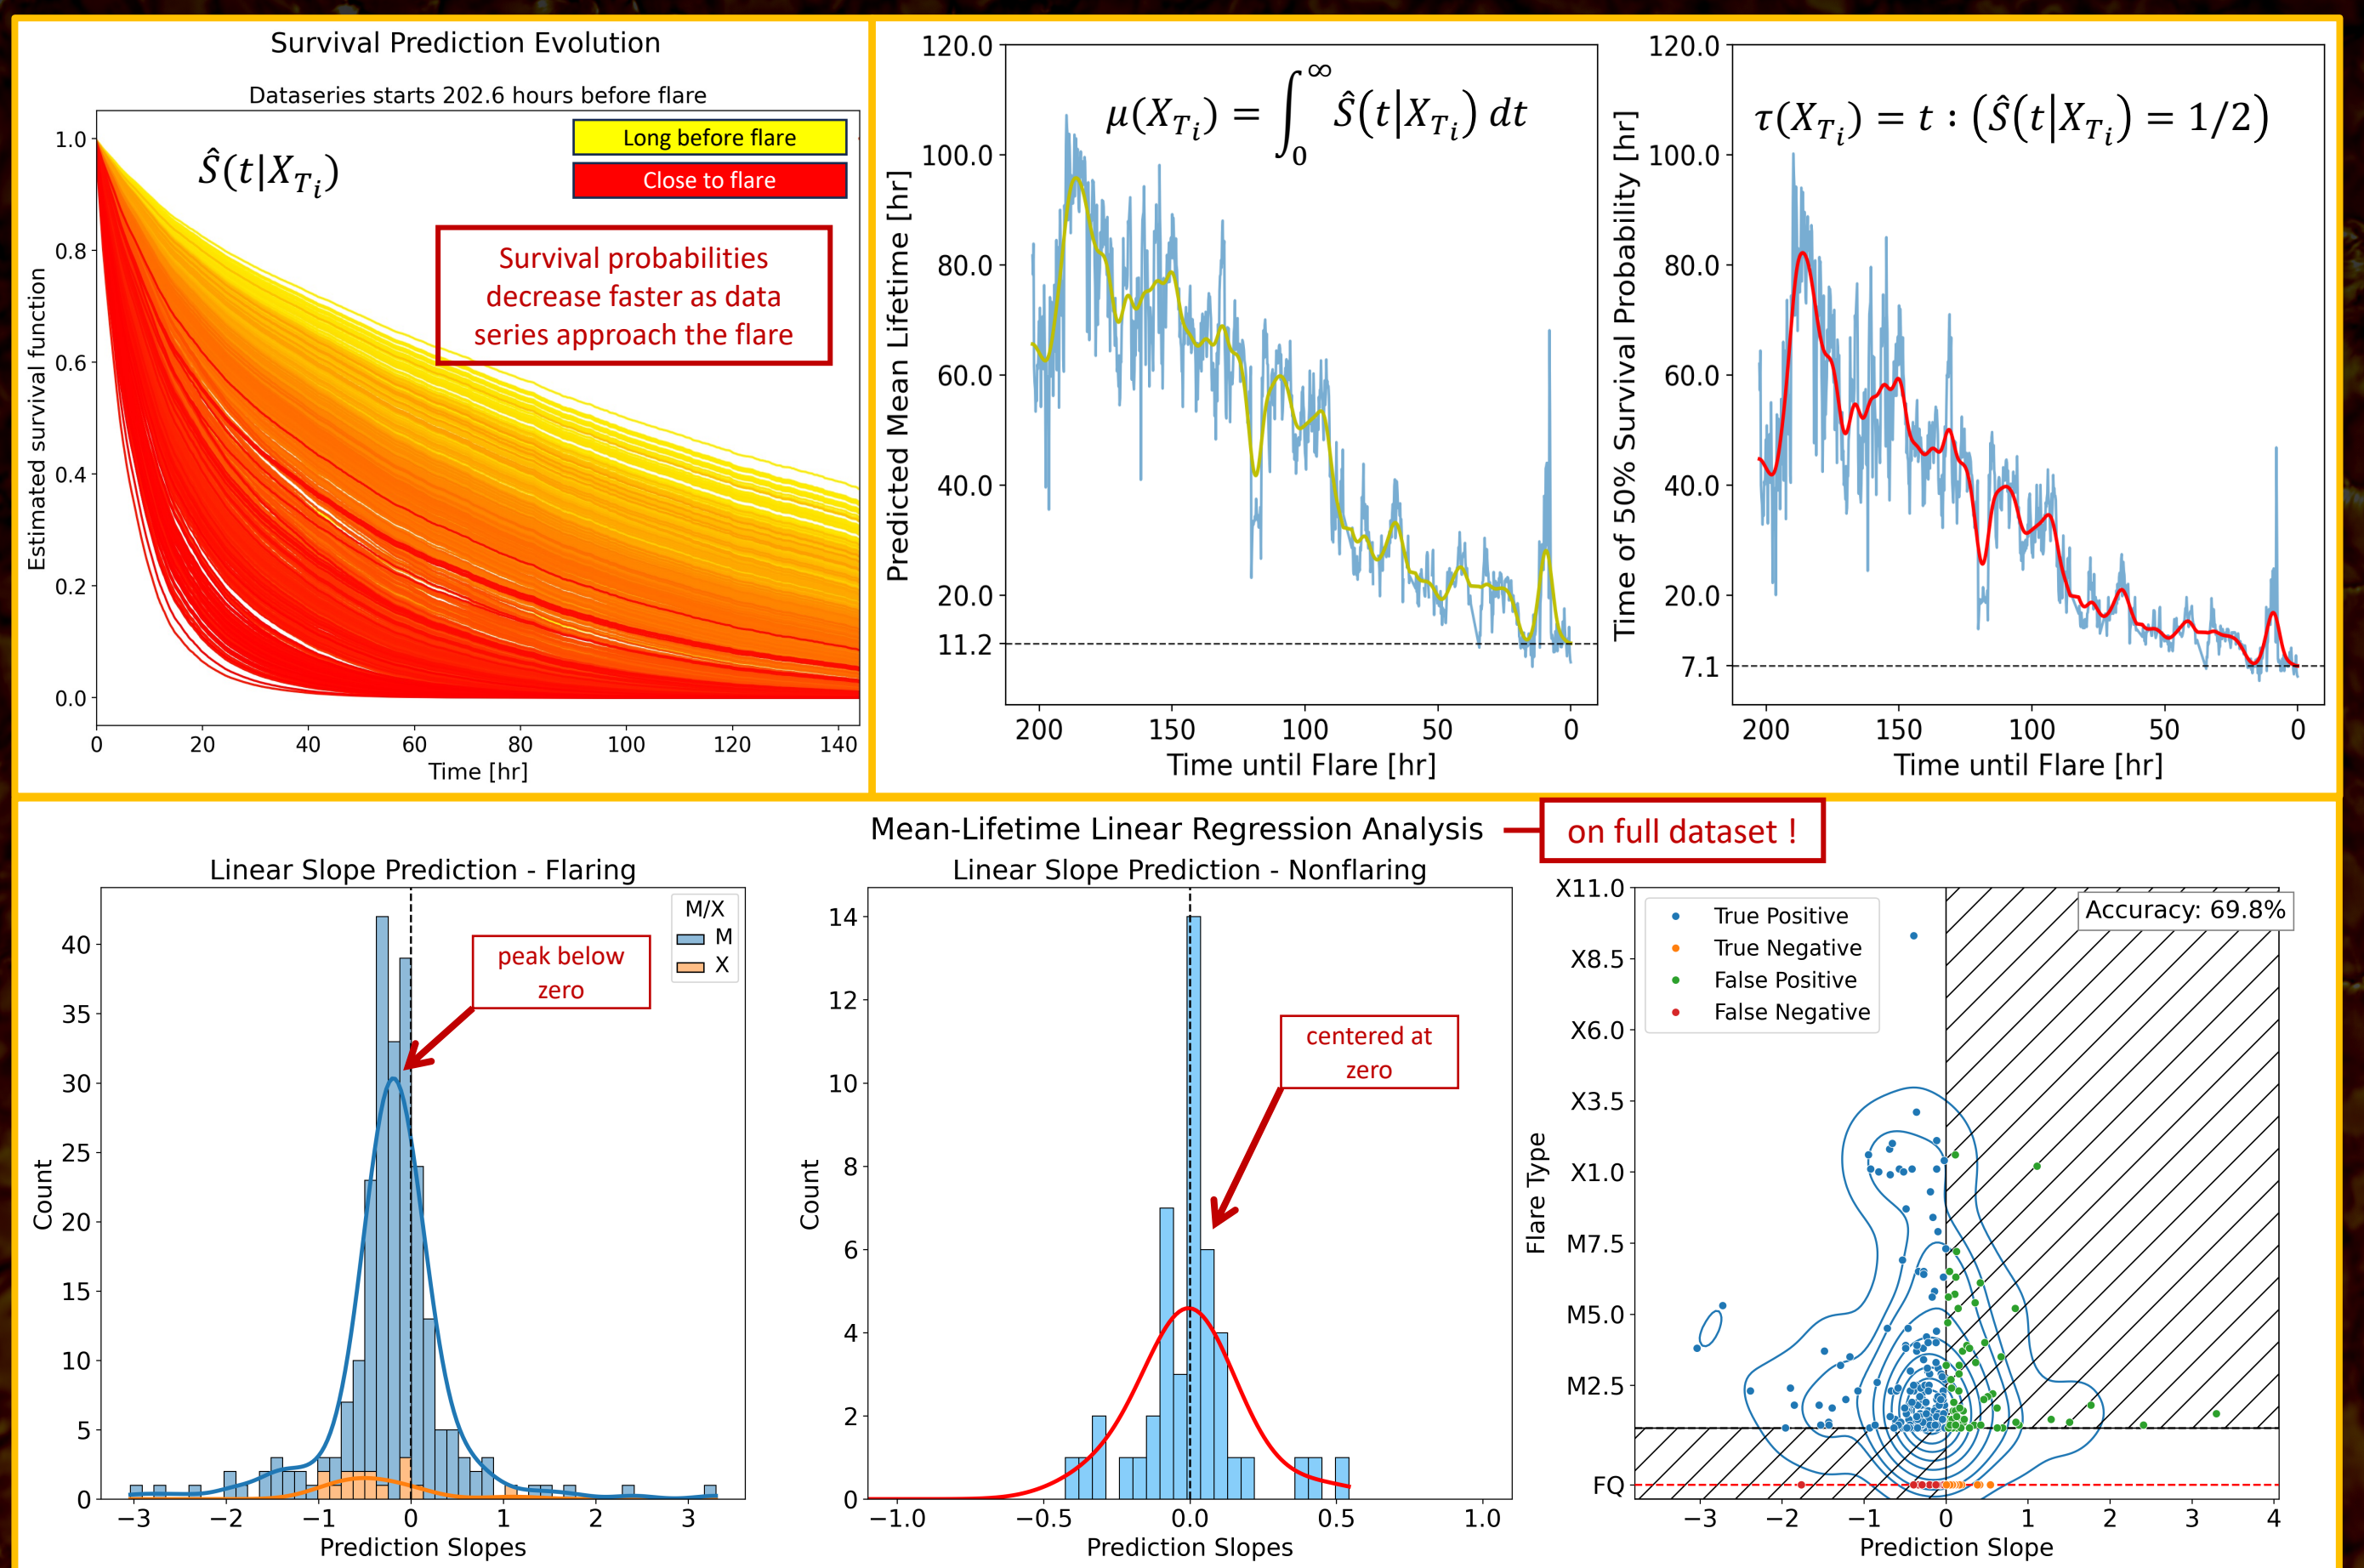 Survival Prediction Evolution
Dataseries starts 202.6 hours before flare
Ŝ(t|X_{T_i})
Long before flare
Close to flare
Survival probabilities
decrease faster as data
series approach the flare
Estimated survival function
1.0
0.8
0.6
0.4
0.2
0.0
0 20 40 60 80 100 120 140
Time [hr]
μ(X_{T_i}) = ∫_0^∞ Ŝ(t|X_{T_i}) dt
Predicted Mean Lifetime [hr]
120.0
100.0
80.0
60.0
40.0
20.0
11.2
200 150 100 50 0
Time until Flare [hr]
τ(X_{T_i}) = t : (Ŝ(t|X_{T_i}) = 1/2)
Time of 50% Survival Probability [hr]
120.0
100.0
80.0
60.0
40.0
20.0
7.1
200 150 100 50 0
Time until Flare [hr]
Mean-Lifetime Linear Regression Analysis
on full dataset !
Linear Slope Prediction - Flaring
M/X
M
X
peak below
zero
Count
40
35
30
25
20
15
10
5
0
−3 −2 −1 0 1 2 3
Prediction Slopes
Linear Slope Prediction - Nonflaring
centered at
zero
Count
14
12
10
8
6
4
2
0
−1.0 −0.5 0.0 0.5 1.0
Prediction Slopes
Accuracy: 69.8%
True Positive
True Negative
False Positive
False Negative
Flare Type
X11.0
X8.5
X6.0
X3.5
X1.0
M7.5
M5.0
M2.5
FQ
−3 −2 −1 0 1 2 3 4
Prediction Slope